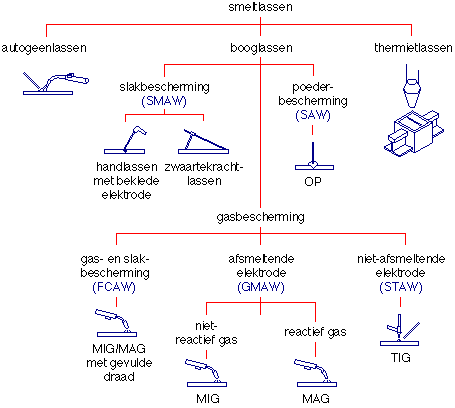 smeltlassen
autogeenlassen
booglassen
thermietlassen
slakbescherming
(SMAW)
poeder-
bescherming
(SAW)
handlassen
met beklede
elektrode
zwaartekracht-
lassen
OP
gasbescherming
gas- en slak-
bescherming
(FCAW)
afsmeltende
elektrode
(GMAW)
niet-afsmeltende
elektrode
(STAW)
MIG/MAG
met gevulde
draad
niet-
reactief gas
reactief gas
TIG
MIG
MAG